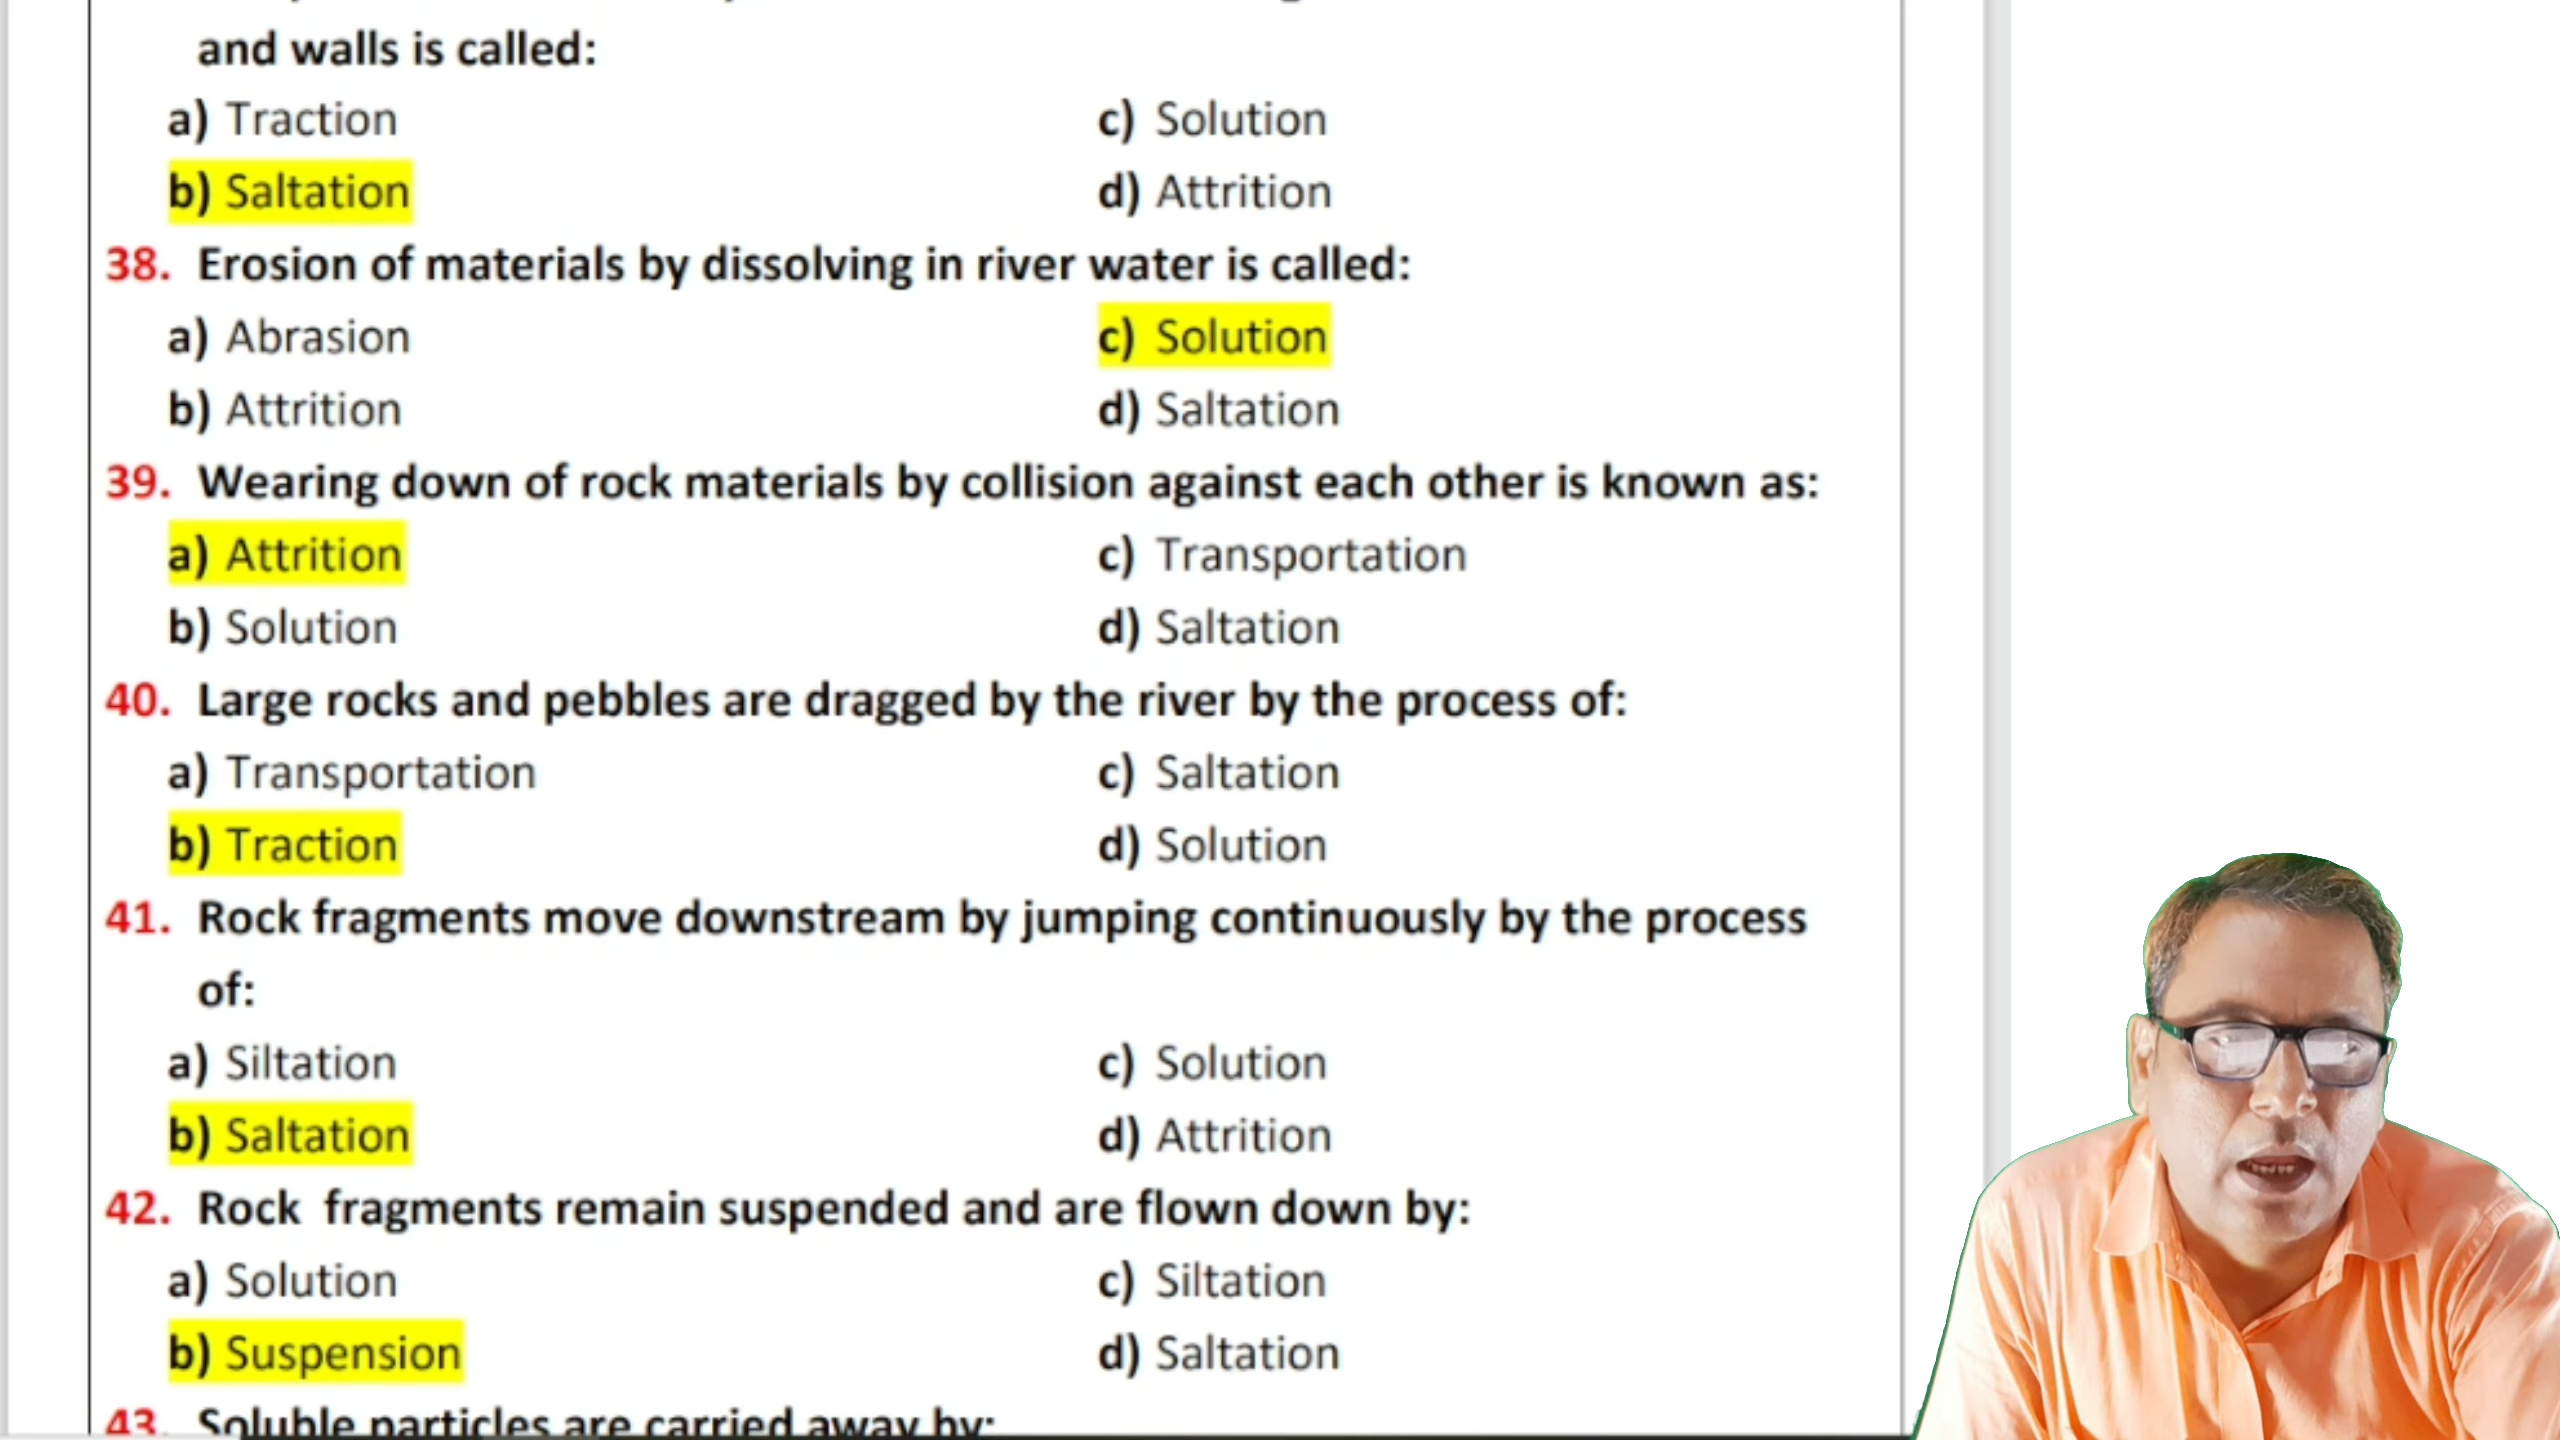 and walls is called:
a) Traction
c) Solution
b) Saltation
d) Attrition
38. Erosion of materials by dissolving in river water is called:
a) Abrasion
c) Solution
b) Attrition
d) Saltation
39. Wearing down of rock materials by collision against each other is known as:
a) Attrition
c) Transportation
b) Solution
d) Saltation
40. Large rocks and pebbles are dragged by the river by the process of:
a) Transportation
c) Saltation
b) Traction
d) Solution
41. Rock fragments move downstream by jumping continuously by the process
of:
a) Siltation
c) Solution
b) Saltation
d) Attrition
42. Rock fragments remain suspended and are flown down by:
a) Solution
c) Siltation
b) Suspension
d) Saltation
43. Soluble particles are carried away by: